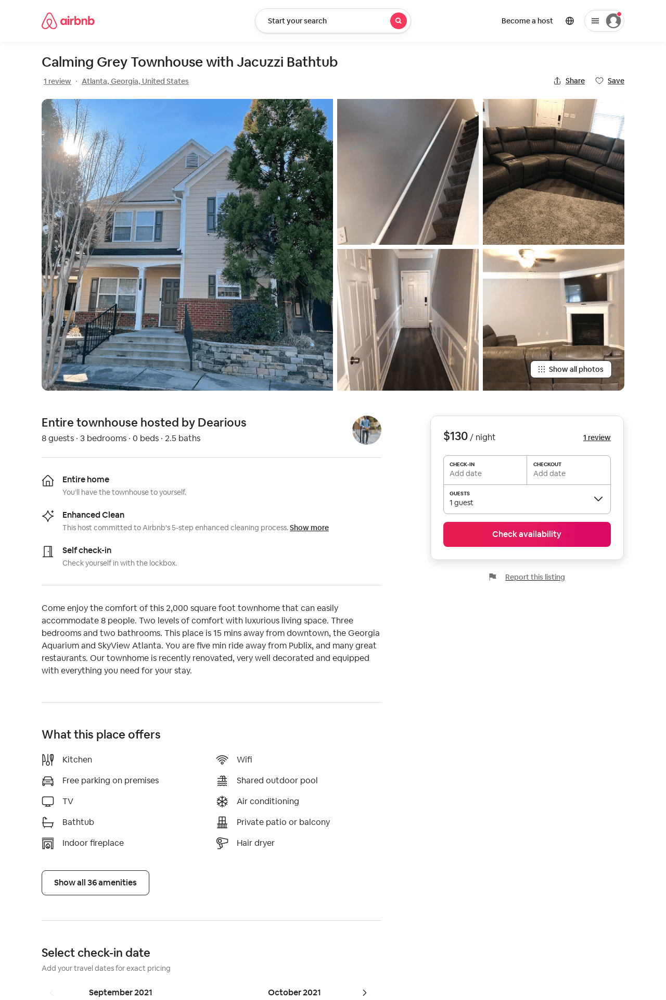 airbnb
Start your search
Become a host
Calming Grey Townhouse with Jacuzzi Bathtub
1 review · Atlanta, Georgia, United States
Share
Save
Show all photos
Entire townhouse hosted by Dearious
8 guests · 3 bedrooms · 0 beds · 2.5 baths
Entire home
You'll have the townhouse to yourself.
Enhanced Clean
This host committed to Airbnb's 5-step enhanced cleaning process. Show more
Self check-in
Check yourself in with the lockbox.
$130 / night
1 review
CHECK-IN
Add date
CHECKOUT
Add date
GUESTS
1 guest
Check availability
Report this listing
Come enjoy the comfort of this 2,000 square foot townhome that can easily
accommodate 8 people. Two levels of comfort with luxurious living space. Three
bedrooms and two bathrooms. This place is 15 mins away from downtown, the Georgia
Aquarium and SkyView Atlanta. You are five min ride away from Publix, and many great
restaurants. Our townhome is recently renovated, very well decorated and equipped
with everything you need for your stay.
What this place offers
Kitchen
Wifi
Free parking on premises
Shared outdoor pool
TV
Air conditioning
Bathtub
Private patio or balcony
Indoor fireplace
Hair dryer
Show all 36 amenities
Select check-in date
Add your travel dates for exact pricing
September 2021
October 2021